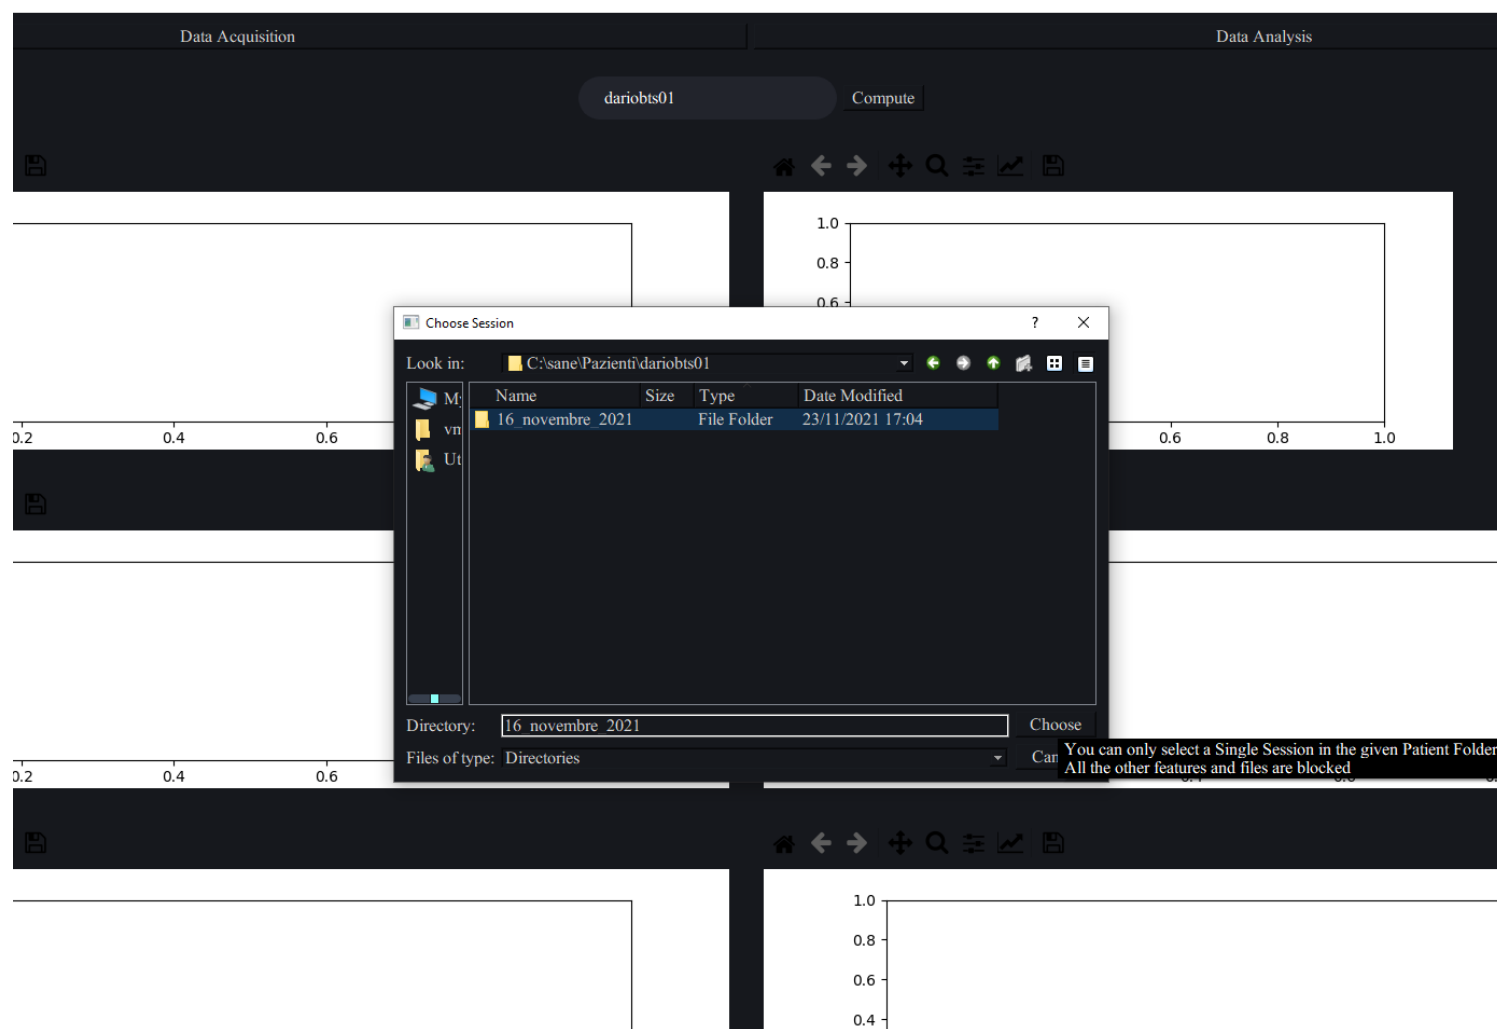 Data Acquisition
Data Analysis
dariobts01
Compute
1.0
0.8
0.6
Choose Session
?
Look in:
C:\sane\Pazienti\dariobts01
Name
Size
Type
Date Modified
16_novembre_2021
File Folder
23/11/2021 17:04
My
vm
Ut
0.2
0.4
0.6
0.6
0.8
1.0
Directory:
16_novembre_2021
Choose
Files of type:
Directories
Can
You can only select a Single Session in the given Patient Folder
All the other features and files are blocked
0.2
0.4
0.6
1.0
0.8
0.6
0.4